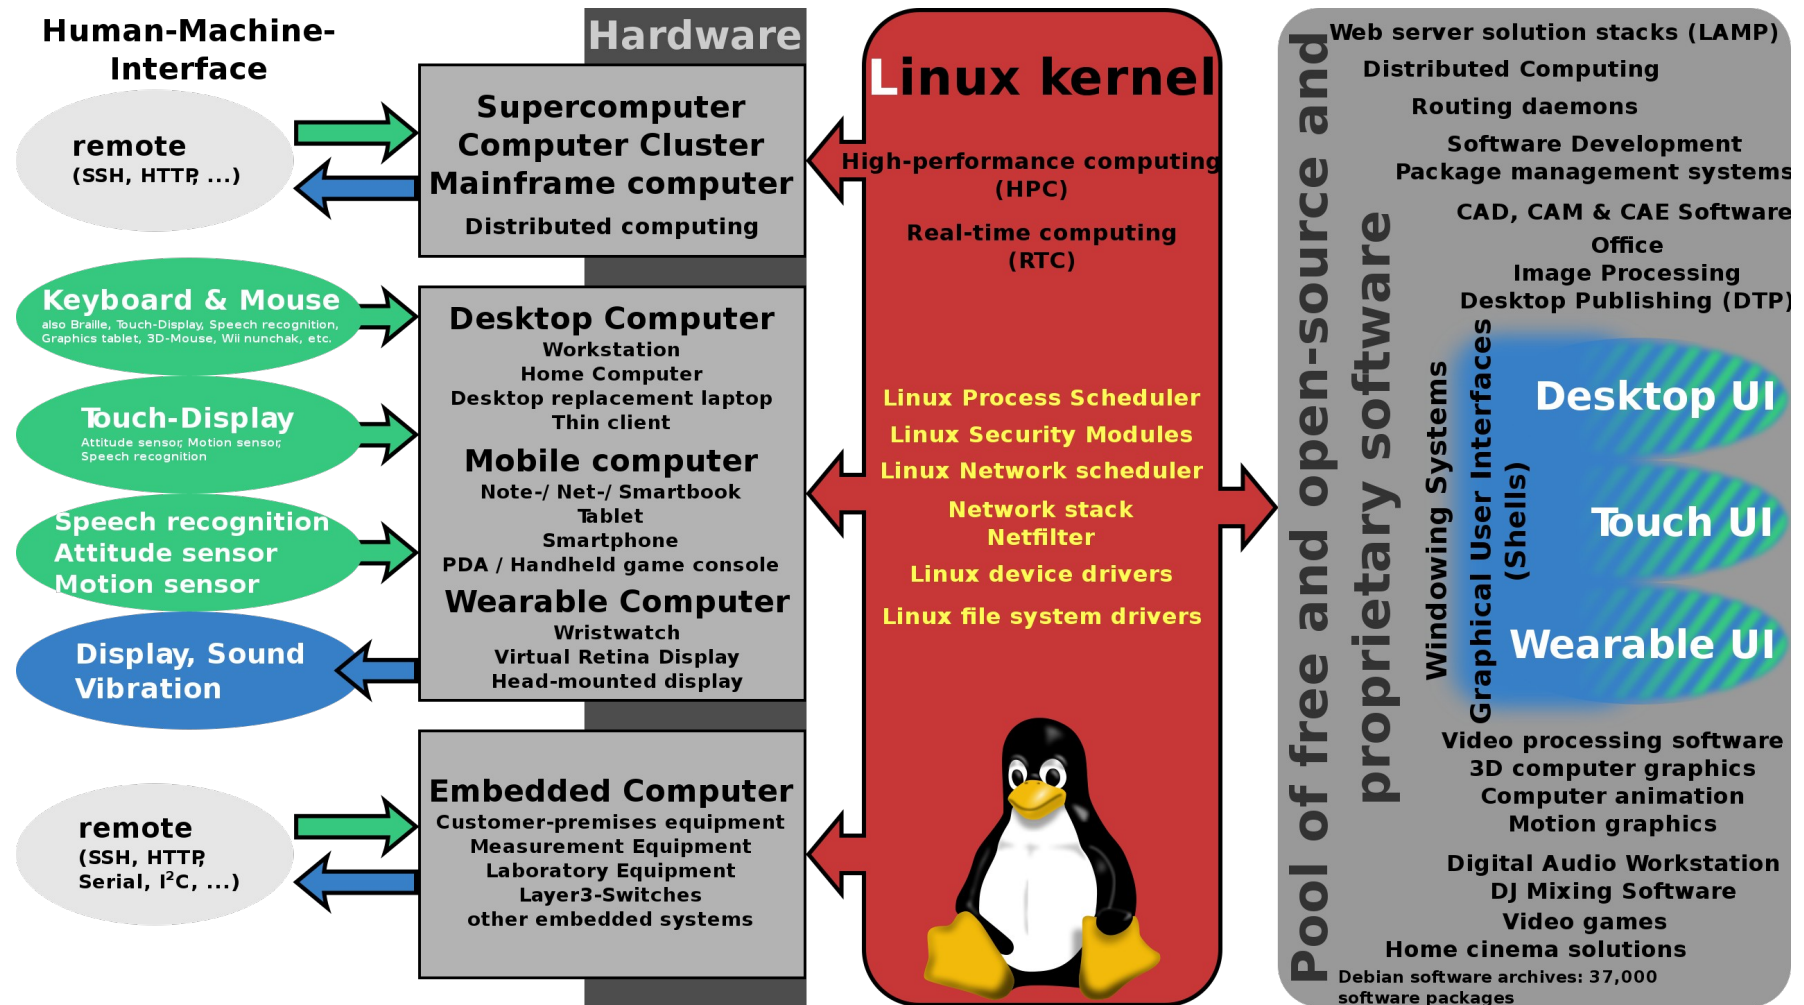 Human-Machine-
Interface
remote
(SSH, HTTP, ...)
Keyboard & Mouse
also Braille, Touch-Display, Speech recognition,
Graphics tablet, 3D-Mouse, Wii nunchak, etc.
Touch-Display
Attitude sensor, Motion sensor,
Speech recognition
Speech recognition
Attitude sensor
Motion sensor
Display, Sound
Vibration
remote
(SSH, HTTP,
Serial, I²C, ...)
Hardware
Supercomputer
Computer Cluster
Mainframe computer
Distributed computing
Desktop Computer
Workstation
Home Computer
Desktop replacement laptop
Thin client
Mobile computer
Note-/ Net-/ Smartbook
Tablet
Smartphone
PDA / Handheld game console
Wearable Computer
Wristwatch
Virtual Retina Display
Head-mounted display
Embedded Computer
Customer-premises equipment
Measurement Equipment
Laboratory Equipment
Layer3-Switches
other embedded systems
Linux kernel
High-performance computing
(HPC)
Real-time computing
(RTC)
Linux Process Scheduler
Linux Security Modules
Linux Network scheduler
Network stack
Netfilter
Linux device drivers
Linux file system drivers
Pool of free and open-source and
proprietary software
Web server solution stacks (LAMP)
Distributed Computing
Routing daemons
Software Development
Package management systems
CAD, CAM & CAE Software
Office
Image Processing
Desktop Publishing (DTP)
Windowing Systems
Graphical User Interfaces
(Shells)
Desktop UI
Touch UI
Wearable UI
Video processing software
3D computer graphics
Computer animation
Motion graphics
Digital Audio Workstation
DJ Mixing Software
Video games
Home cinema solutions
Debian software archives: 37,000
software packages